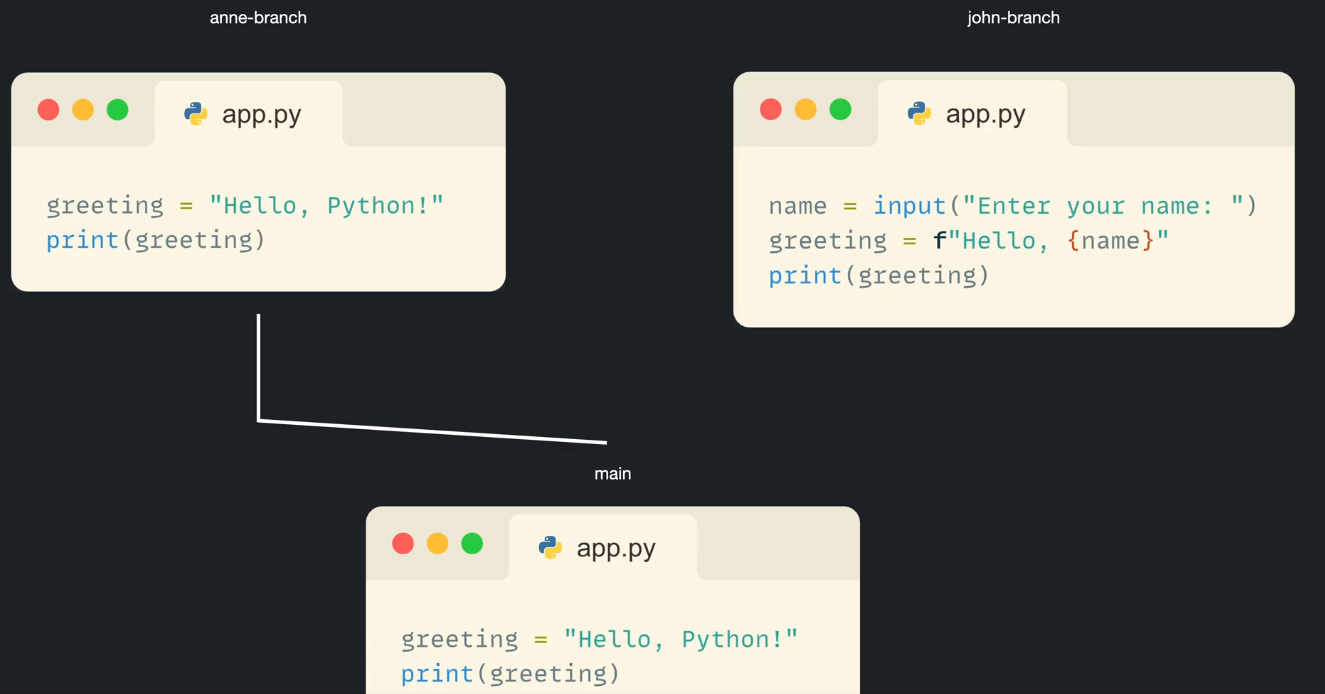 anne-branch
app.py
greeting = "Hello, Python!"
print(greeting)
john-branch
app.py
name = input("Enter your name: ")
greeting = f"Hello, {name}"
print(greeting)
main
app.py
greeting = "Hello, Python!"
print(greeting)